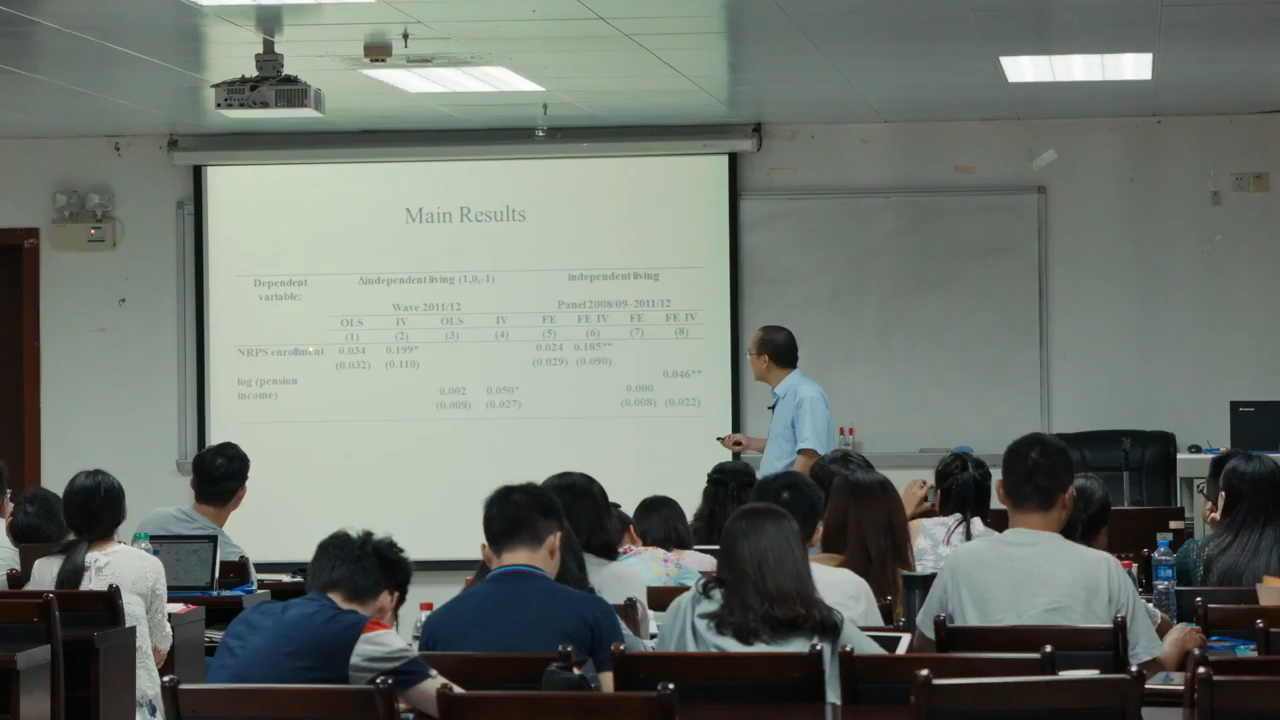 Main Results
Dependent variable: Δindependent living (1,0,-1) independent living
Wave 2011/12 Panel 2008/09–2011/12
OLS IV OLS IV FE FE-IV FE FE-IV
(1) (2) (3) (4) (5) (6) (7) (8)
NRPS enrollment 0.034 0.199* 0.024 0.185**
(0.032) (0.110) (0.029) (0.090)
log (pension income) 0.002 0.050* -0.000 0.046**
(0.009) (0.027) (0.008) (0.022)